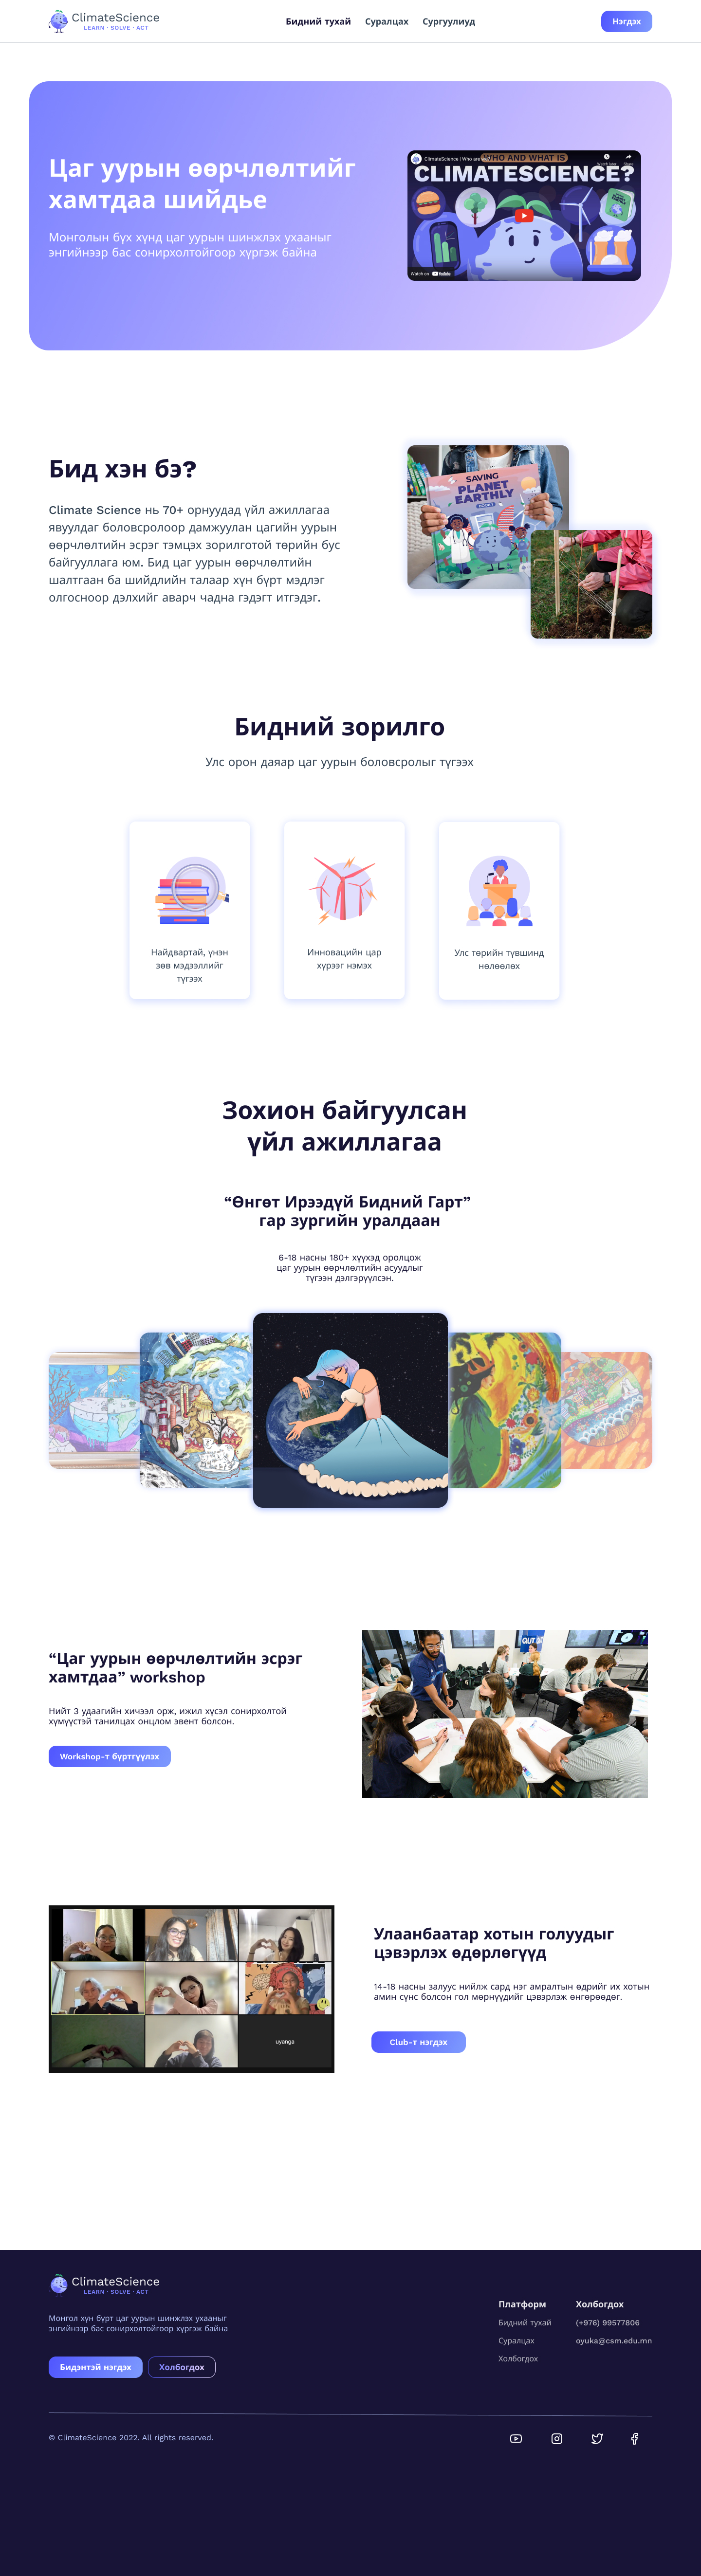 ClimateScience
LEARN · SOLVE · ACT
Бидний тухай
Суралцах
Сургуулиуд
Нэгдэх
Цаг уурын өөрчлөлтийг
хамтдаа шийдье
Монголын бүх хүнд цаг уурын шинжлэх ухааныг
энгийнээр бас сонирхолтойгоор хүргэж байна
WHO AND WHAT IS
CLIMATESCIENCE?
Watch on YouTube
Бид хэн бэ?
Climate Science нь 70+ орнуудад үйл ажиллагаа
явуулдаг боловсролоор дамжуулан цагийн уурын
өөрчлөлтийн эсрэг тэмцэх зорилготой төрийн бус
байгууллага юм. Бид цаг уурын өөрчлөлтийн
шалтгаан ба шийдлийн талаар хүн бүрт мэдлэг
олгосноор дэлхийг аварч чадна гэдэгт итгэдэг.
SAVING
PLANET
EARTHLY
Бидний зорилго
Улс орон даяар цаг уурын боловсролыг түгээх
Найдвартай, үнэн
зөв мэдээллийг
түгээх
Инновацийн цар
хүрээг нэмэх
Улс төрийн түвшинд
нөлөөлөх
Зохион байгуулсан
үйл ажиллагаа
“Өнгөт Ирээдүй Бидний Гарт”
гар зургийн уралдаан
6-18 насны 180+ хүүхэд оролцож
цаг уурын өөрчлөлтийн асуудлыг
түгээн дэлгэрүүлсэн.
“Цаг уурын өөрчлөлтийн эсрэг
хамтдаа” workshop
Нийт 3 удаагийн хичээл орж, ижил хүсэл сонирхолтой
хүмүүстэй танилцах онцлом эвент болсон.
Workshop-т бүртгүүлэх
uyanga
Улаанбаатар хотын голуудыг
цэвэрлэх өдөрлөгүүд
14-18 насны залуус нийлж сард нэг амралтын өдрийг их хотын
амин сүнс болсон гол мөрнүүдийг цэвэрлэж өнгөрөөдөг.
Club-т нэгдэх
ClimateScience
LEARN · SOLVE · ACT
Монгол хүн бүрт цаг уурын шинжлэх ухааныг
энгийнээр бас сонирхолтойгоор хүргэж байна
Бидэнтэй нэгдэх
Холбогдох
Платформ
Бидний тухай
Суралцах
Холбогдох
Холбогдох
(+976) 99577806
oyuka@csm.edu.mn
© ClimateScience 2022. All rights reserved.